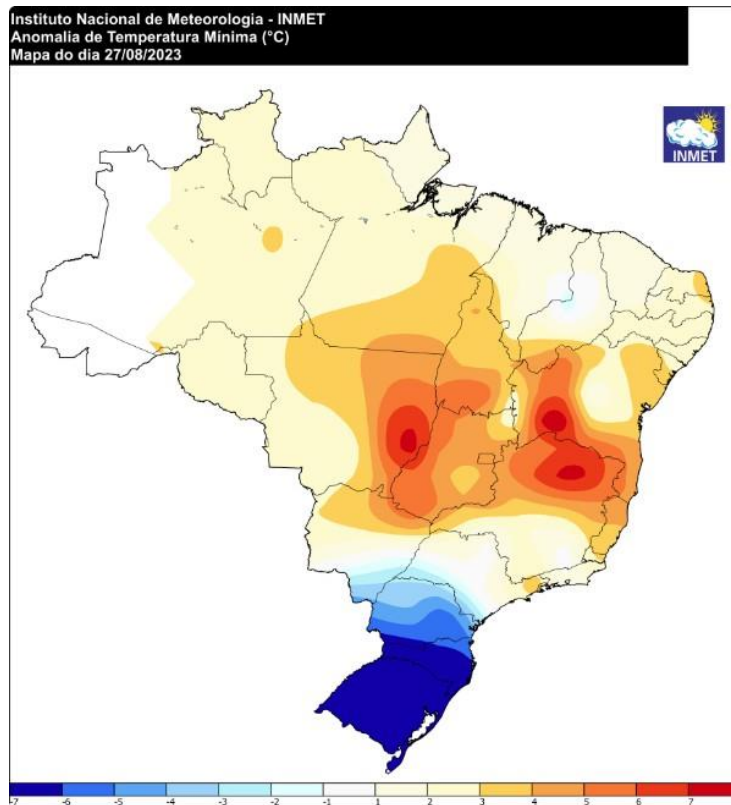 Instituto Nacional de Meteorologia - INMET
Anomalia de Temperatura Mínima (°C)
Mapa do dia 27/08/2023
INMET
-7 -6 -5 -4 -3 -2 -1 1 2 3 4 5 6 7